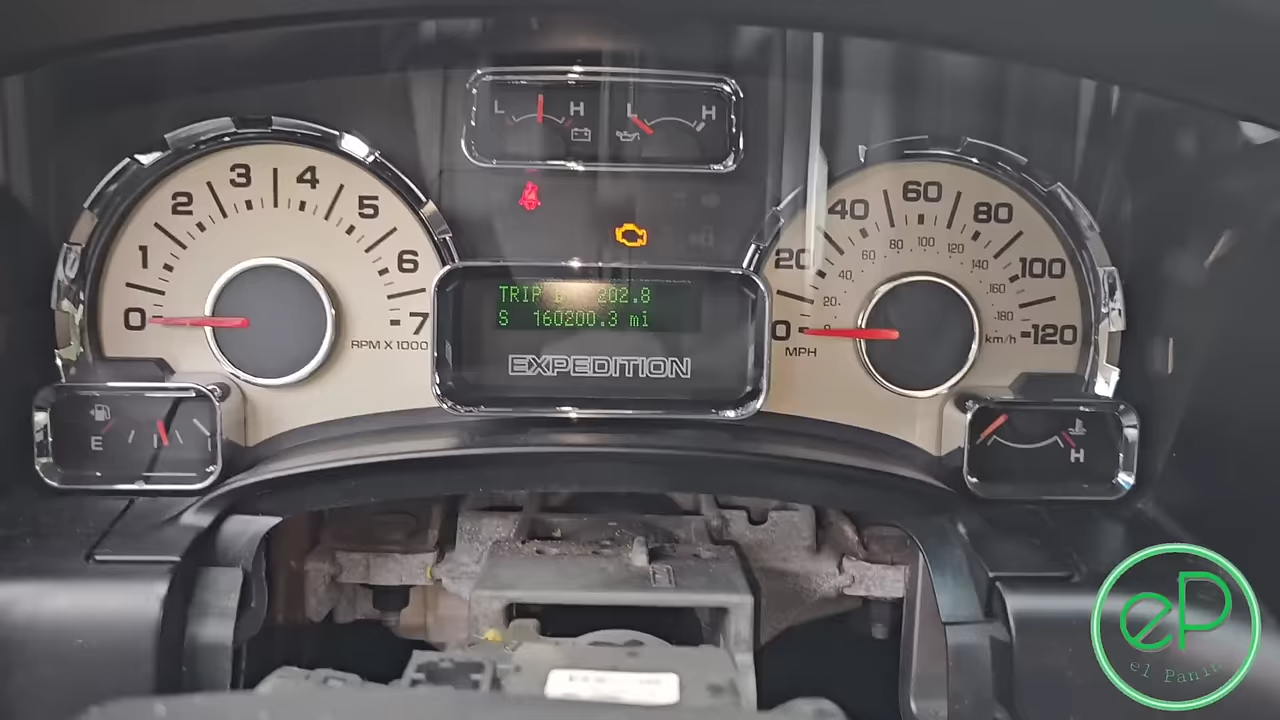 L H L H
0 1 2 3 4 5 6 7
RPM X 1000
0 20 40 60 80 100 120
20 40 60 80 100 120 140 160 180
km/h
MPH
TRIP 202.8
S 160200.3 mi
EXPEDITION
E
H
eP
el Panik